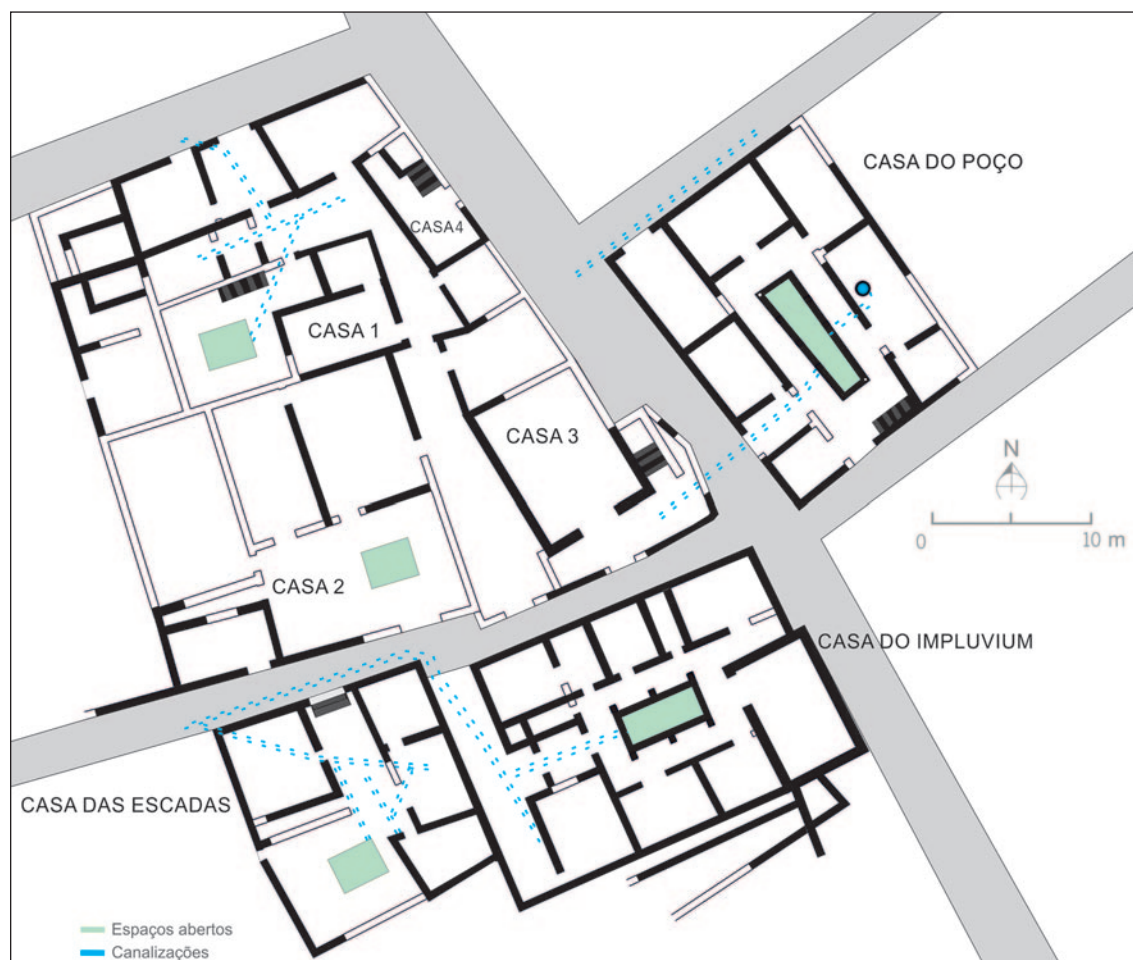 CASA DO POÇO
CASA4
CASA 1
CASA 3
N
0 10 m
CASA 2
CASA DO IMPLUVIUM
CASA DAS ESCADAS
Espaços abertos
Canalizações